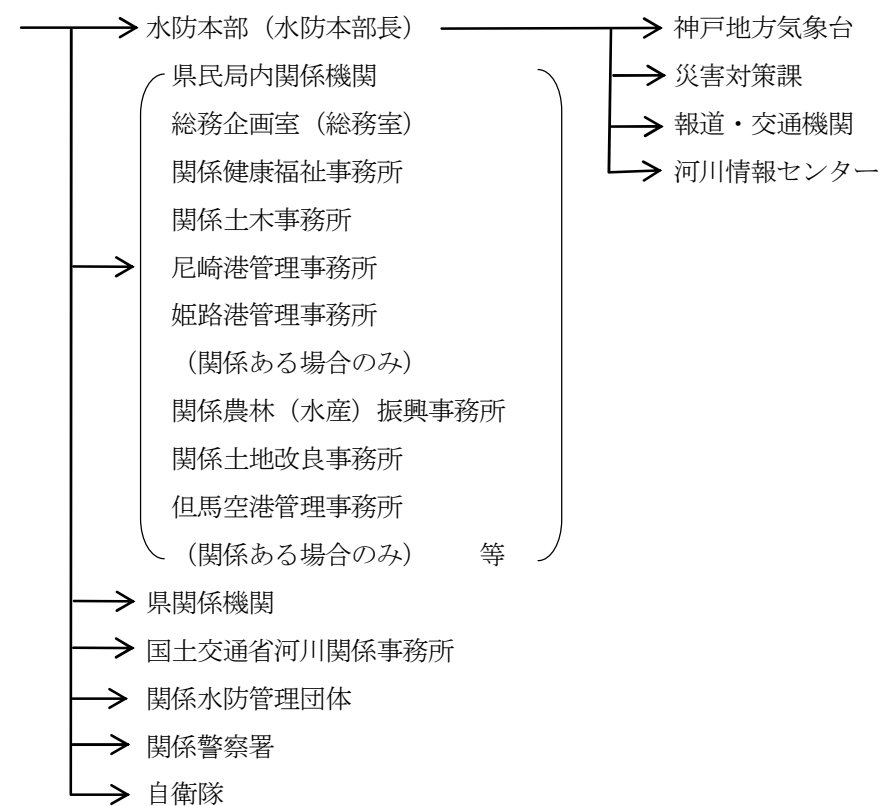 水防本部（水防本部長）
神戸地方気象台
県民局内関係機関
災害対策課
総務企画室（総務室）
報道・交通機関
関係健康福祉事務所
河川情報センター
関係土木事務所
尼崎港管理事務所
姫路港管理事務所
（関係ある場合のみ）
関係農林（水産）振興事務所
関係土地改良事務所
但馬空港管理事務所
（関係ある場合のみ） 等
県関係機関
国土交通省河川関係事務所
関係水防管理団体
関係警察署
自衛隊